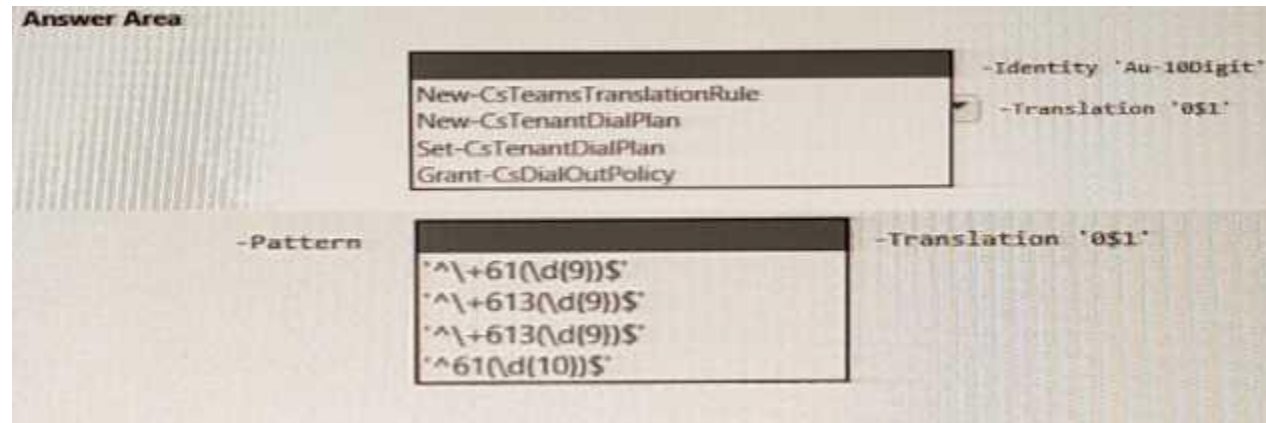 Answer Area
-Identity 'Au-10Digit'
New-CsTeamsTranslationRule
New-CsTenantDialPlan
-Translation '0$1'
Set-CsTenantDialPlan
Grant-CsDialOutPolicy
-Pattern
-Translation '0$1'
'^\+61(\d{9})$'
'^\+613(\d{9})$'
'^\+613(\d{9})$'
'^61(\d{10})$'